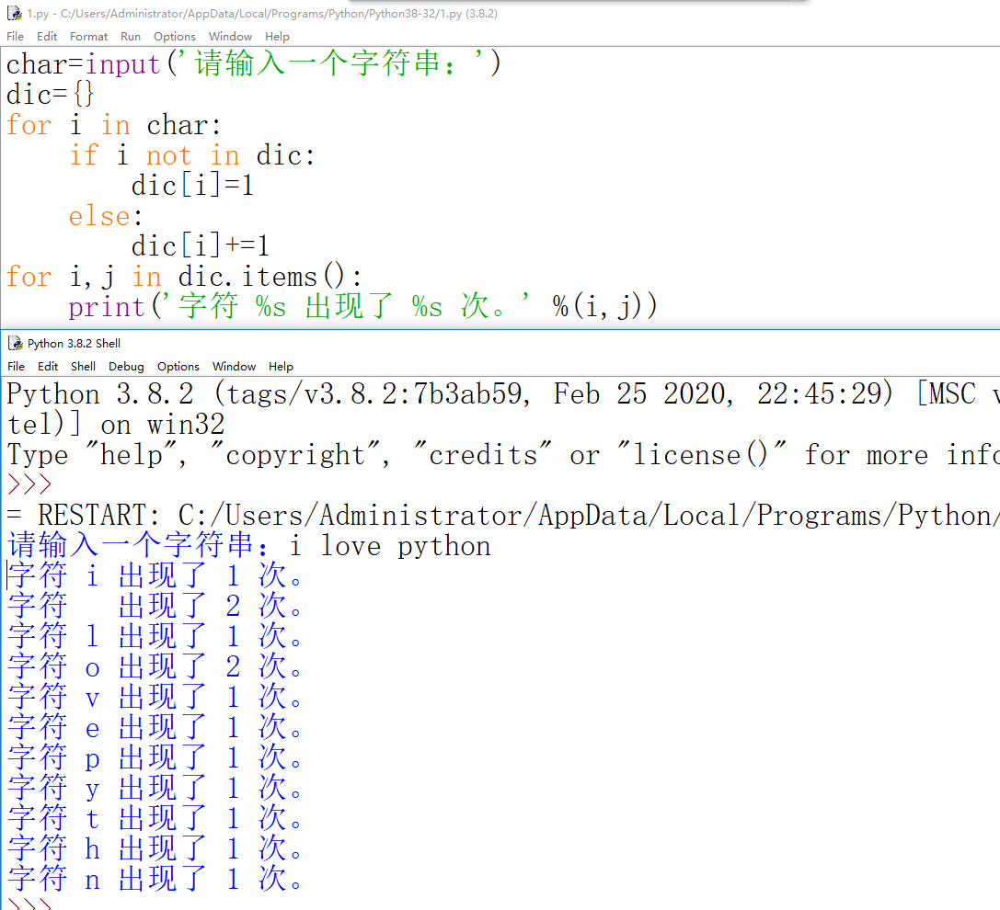 1.py - C:/Users/Administrator/AppData/Local/Programs/Python/Python38-32/1.py (3.8.2)
File Edit Format Run Options Window Help
char=input('请输入一个字符串：')
dic={}
for i in char:
    if i not in dic:
        dic[i]=1
    else:
        dic[i]+=1
for i,j in dic.items():
    print('字符 %s 出现了 %s 次。' %(i,j))
Python 3.8.2 Shell
File Edit Shell Debug Options Window Help
Python 3.8.2 (tags/v3.8.2:7b3ab59, Feb 25 2020, 22:45:29) [MSC v
tel)] on win32
Type "help", "copyright", "credits" or "license()" for more info
>>>
= RESTART: C:/Users/Administrator/AppData/Local/Programs/Python/
请输入一个字符串：i love python
字符 i 出现了 1 次。
字符   出现了 2 次。
字符 l 出现了 1 次。
字符 o 出现了 2 次。
字符 v 出现了 1 次。
字符 e 出现了 1 次。
字符 p 出现了 1 次。
字符 y 出现了 1 次。
字符 t 出现了 1 次。
字符 h 出现了 1 次。
字符 n 出现了 1 次。
>>>